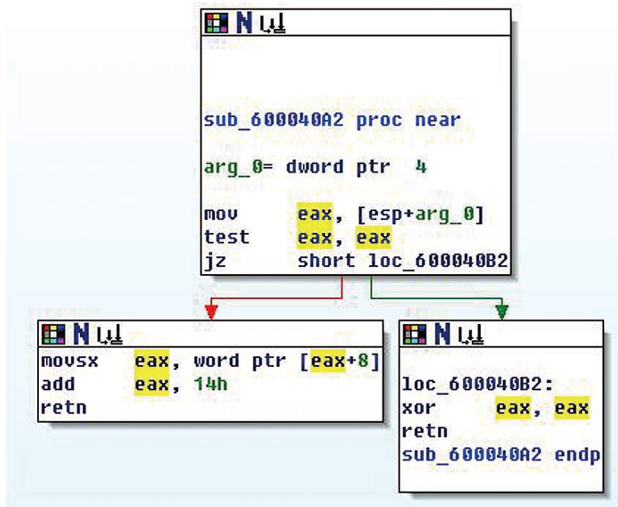 sub_600040A2 proc near
arg_0= dword ptr 4
mov eax, [esp+arg_0]
test eax, eax
jz short loc_600040B2
movsx eax, word ptr [eax+8]
add eax, 14h
retn
loc_600040B2:
xor eax, eax
retn
sub_600040A2 endp